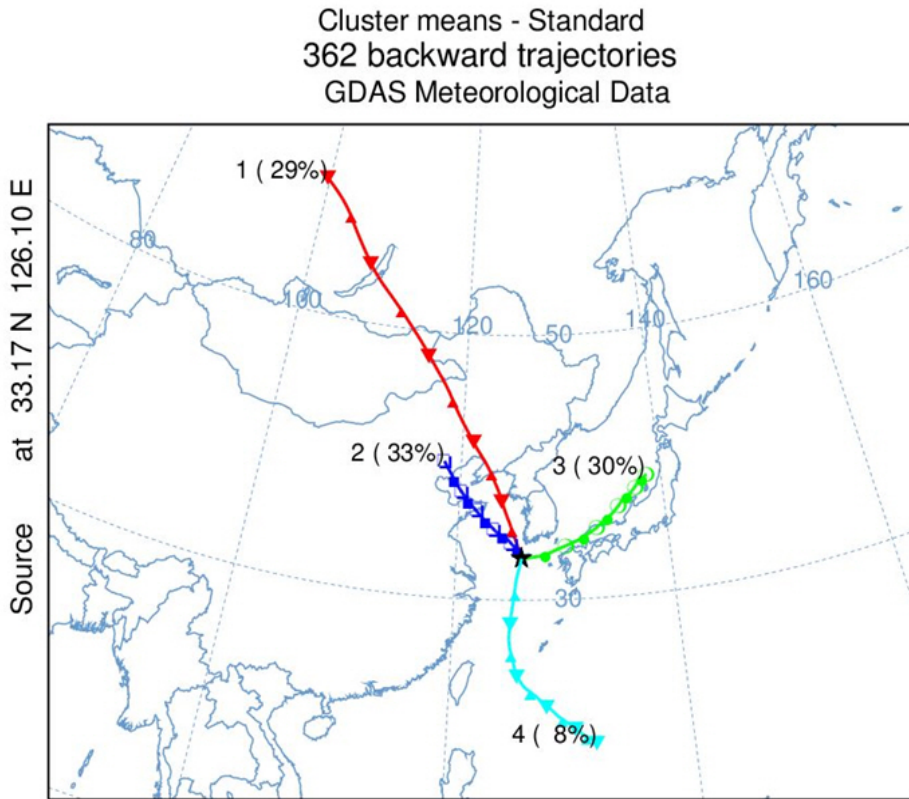 Cluster means - Standard
362 backward trajectories
GDAS Meteorological Data
Source at 33.17 N 126.10 E
1 ( 29%)
80
160
100
120
50
140
2 ( 33%)
3 ( 30%)
30
4 (  8%)